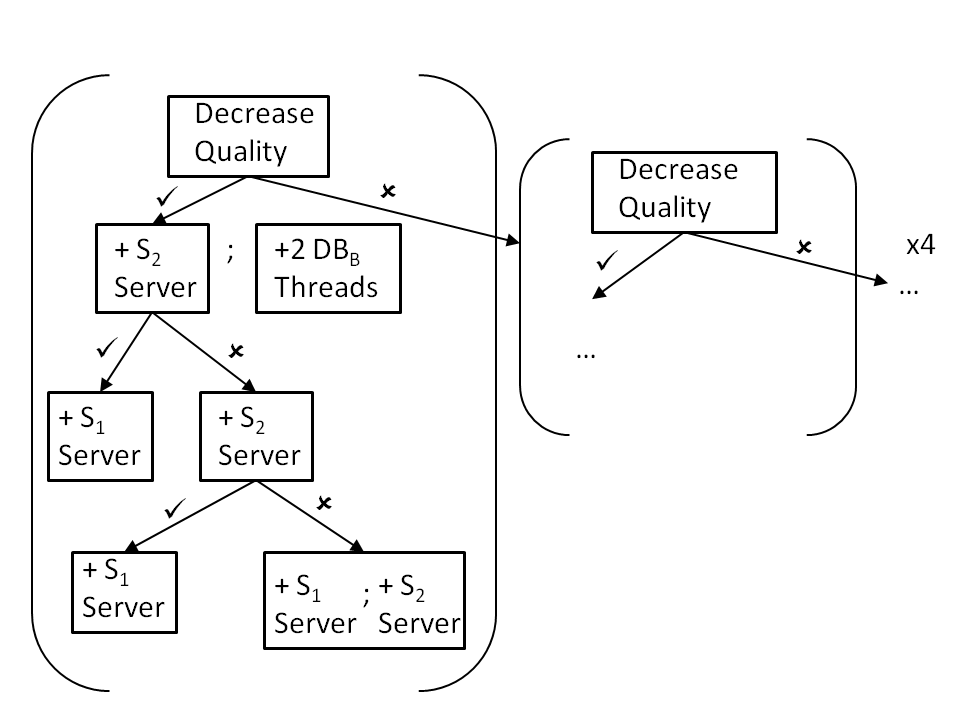 Decrease
Quality
✓
✘
+ S₂
Server
;
+2 DB_B
Threads
✓
✘
+ S₁
Server
+ S₂
Server
✓
✘
+ S₁
Server
+ S₁
Server
;
+ S₂
Server
Decrease
Quality
✓
✘
x4
...
...